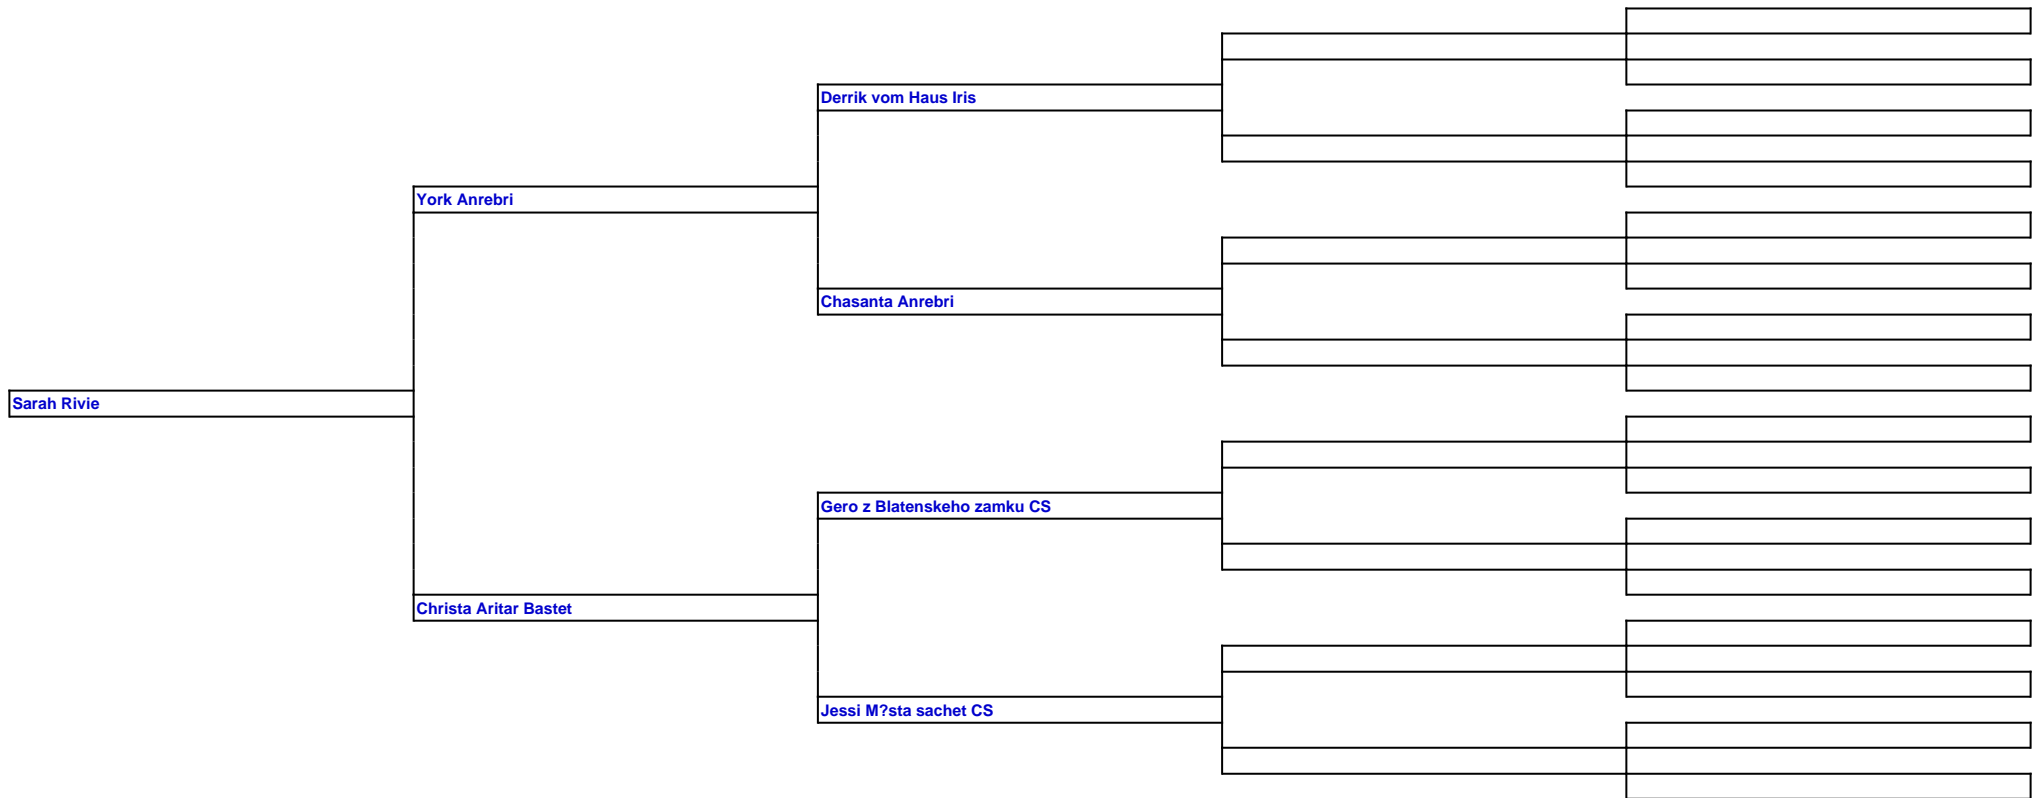 Derrik vom Haus Iris
York Anrebri
Chasanta Anrebri
Sarah Rivie
Gero z Blatenskeho zamku CS
Christa Aritar Bastet
Jessi M?sta sachet CS